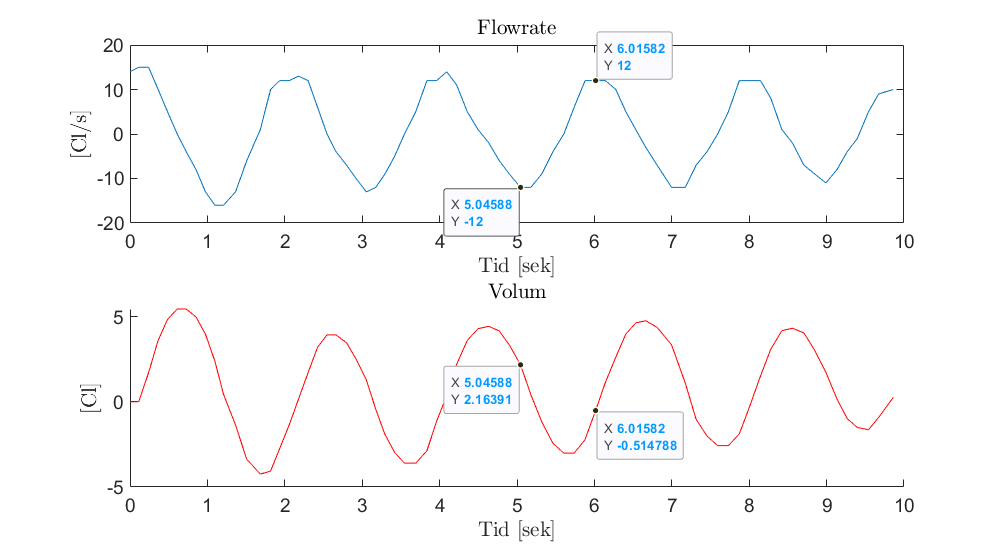 Flowrate
20
10
0
-10
-20
[Cl/s]
X 6.01582
Y 12
X 5.04588
Y -12
0 1 2 3 4 5 6 7 8 9 10
Tid [sek]
Volum
5
0
-5
[Cl]
X 5.04588
Y 2.16391
X 6.01582
Y -0.514788
0 1 2 3 4 5 6 7 8 9 10
Tid [sek]